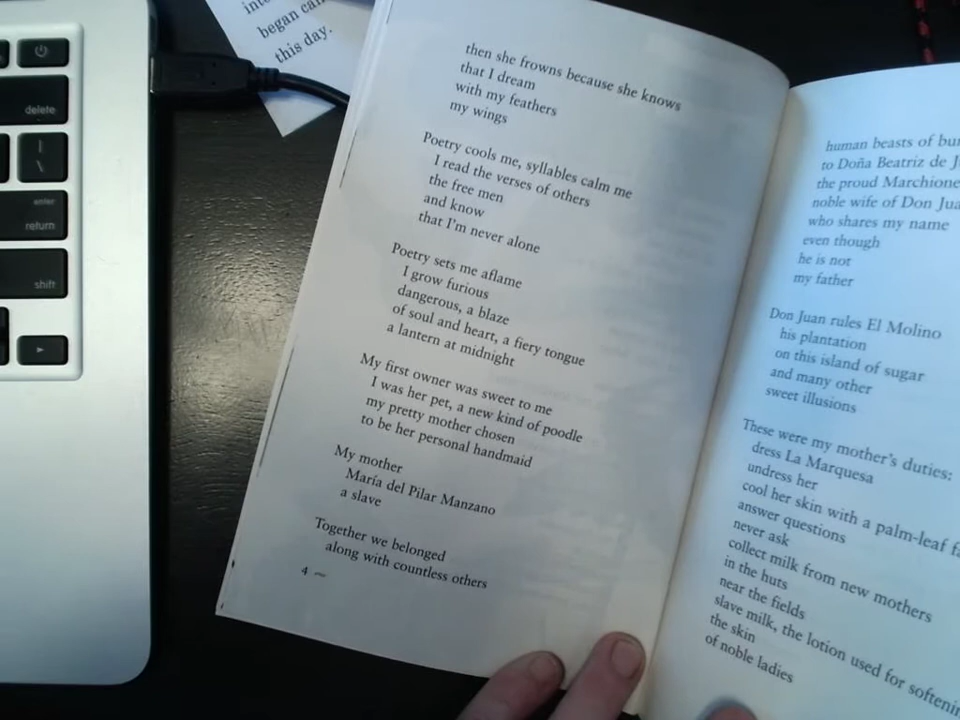 began
this day.
delete
enter
return
shift
then she frowns because she knows
that I dream
with my feathers
my wings
Poetry cools me, syllables calm me
I read the verses of others
the free men
and know
that I'm never alone
Poetry sets me aflame
I grow furious
dangerous, a blaze
of soul and heart, a fiery tongue
a lantern at midnight
My first owner was sweet to me
I was her pet, a new kind of poodle
my pretty mother chosen
to be her personal handmaid
My mother
María del Pilar Manzano
a slave
Together we belonged
along with countless others
4
human beasts of
to Doña Beatriz de
the proud
noble wife of Don
who shares my name
even though
he is not
my father
Don Juan rules El Molino
his plantation
on this island of sugar
and many other
sweet illusions
These were my mother's duties:
dress La Marquesa
undress her
cool her skin with a palm-leaf
answer questions
never ask
collect milk from new mothers
in the huts
near the fields
slave milk, the lotion used for
the skin
of noble ladies